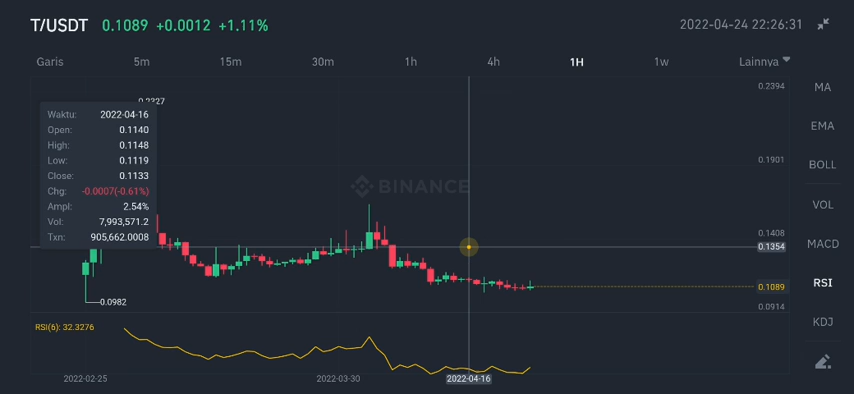 T/USDT 0.1089 +0.0012 +1.11% 2022-04-24 22:26:31
Garis 5m 15m 30m 1h 4h 1H 1w Lainnya
0.2394
0.2327
Waktu: 2022-04-16
Open: 0.1140
High: 0.1148
Low: 0.1119
Close: 0.1133
Chg: -0.0007(-0.61%)
Ampl: 2.54%
Vol: 7,993,571.2
Txn: 905,662.0008
BINANCE
0.1901
0.1408
0.1354
0.1089
0.0982
0.0914
RSI(6): 32.3276
2022-02-25 2022-03-30 2022-04-16
MA
EMA
BOLL
VOL
MACD
RSI
KDJ